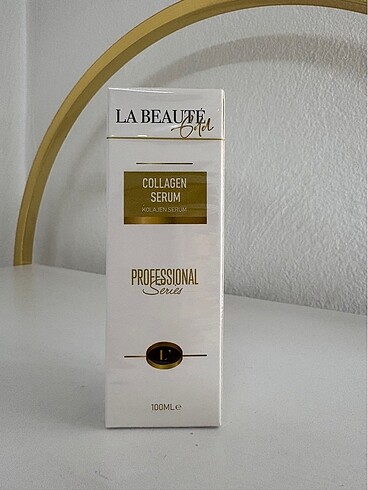 LA BEAUTÉ
Gold
COLLAGEN
SERUM
KOLAJEN SERUM
PROFESSIONAL
Series
L'
100ML℮